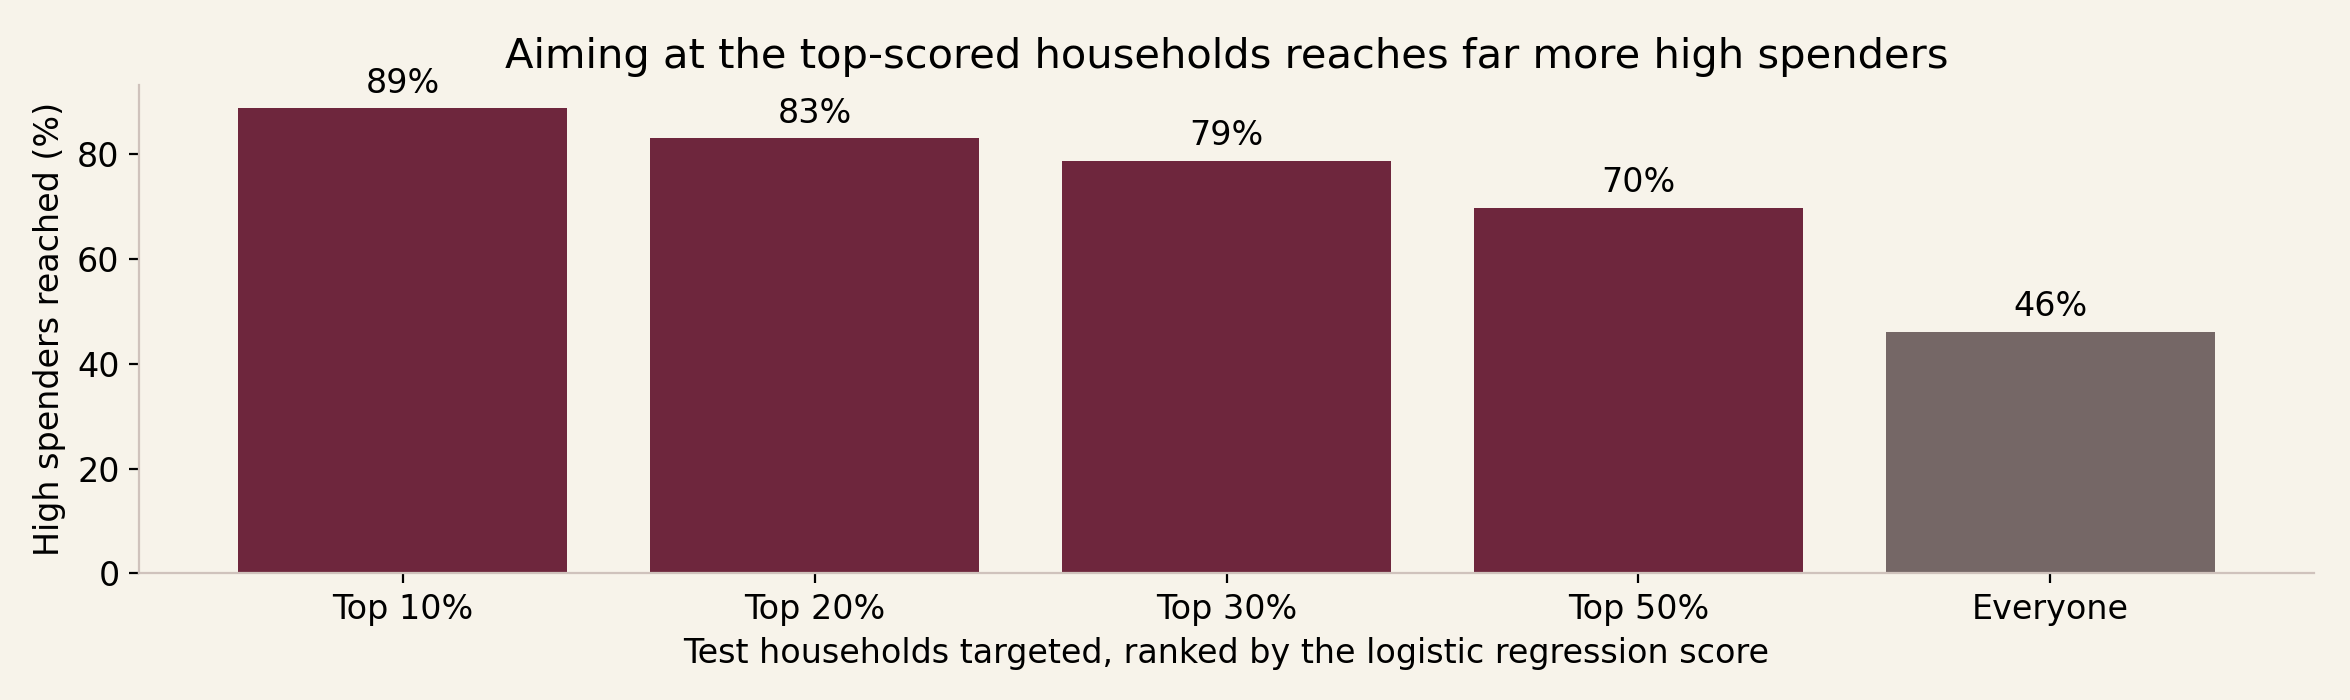 Aiming at the top-scored households reaches far more high spenders
High spenders reached (%)
80
60
40
20
0
89%
83%
79%
70%
46%
Top 10%
Top 20%
Top 30%
Top 50%
Everyone
Test households targeted, ranked by the logistic regression score